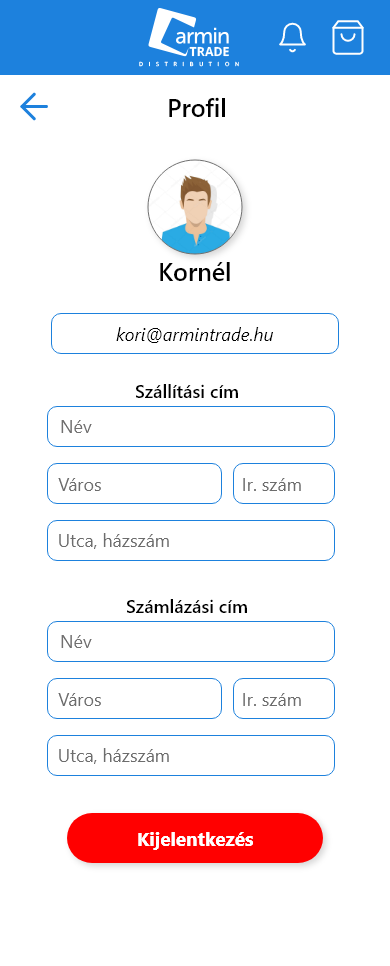 armin
TRADE
DISTRIBUTION
Profil
Kornél
kori@armintrade.hu
Szállítási cím
Név
Város Ir. szám
Utca, házszám
Számlázási cím
Név
Város Ir. szám
Utca, házszám
Kijelentkezés